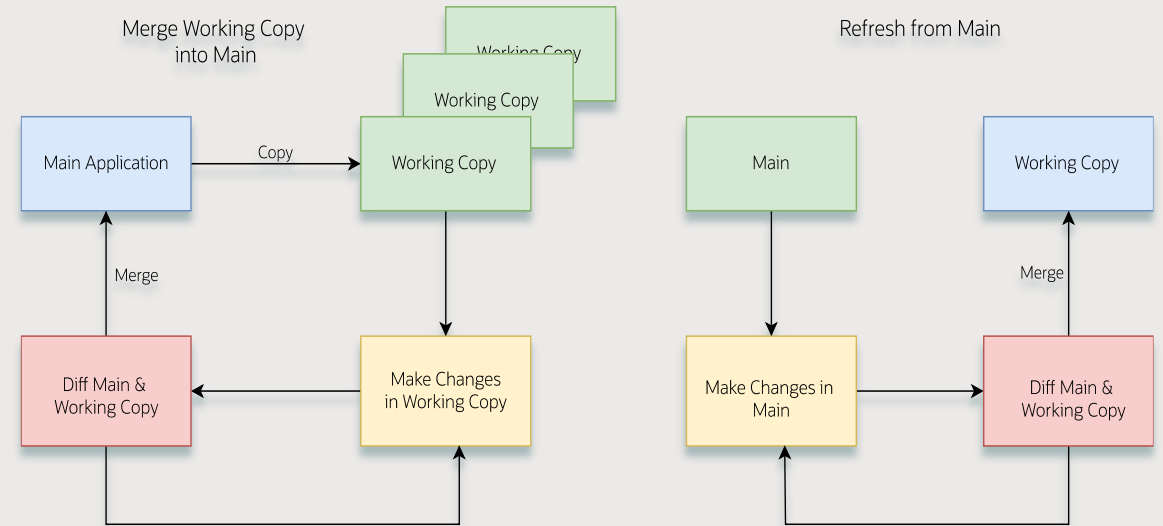 Merge Working Copy
into Main
Refresh from Main
Working Copy
Working Copy
Main Application
Copy
Working Copy
Main
Working Copy
Merge
Merge
Diff Main &
Working Copy
Make Changes
in Working Copy
Make Changes in
Main
Diff Main &
Working Copy